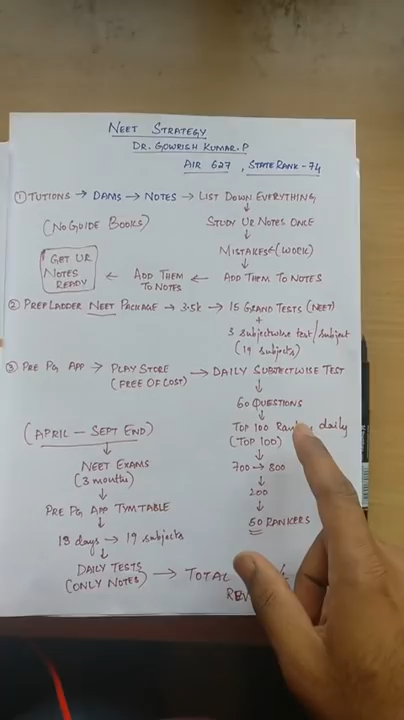 NEET STRATEGY
DR. GOWRISH KUMAR. P
AIR 627, STATE RANK - 74
① TUTIONS → DAMS → NOTES → LIST DOWN EVERYTHING
(NO GUIDE BOOKS)
↓
STUDY UR NOTES ONCE
↓
MISTAKES (WORK)
↓
GET UR NOTES READY ← ADD THEM TO NOTES ← ADD THEM TO NOTES
② PREPLADDER NEET PACKAGE → 3.5k → 15 GRAND TESTS (NEET)
+
3 subjectwise test/subject
(19 subjects)
③ PRE PG APP → PLAY STORE → DAILY SUBJECTWISE TEST
(FREE OF COST)
↓
60 QUESTIONS
↓
TOP 100 daily
(TOP 100)
↓
700 → 800
↓
200
↓
50 RANKERS
(APRIL — SEPT END)
↓
NEET EXAMS
(3 months)
↓
PRE PG APP TYM TABLE
↓
→ 19 subjects
↓
DAILY TESTS
(ONLY NOTES) → TOTAL